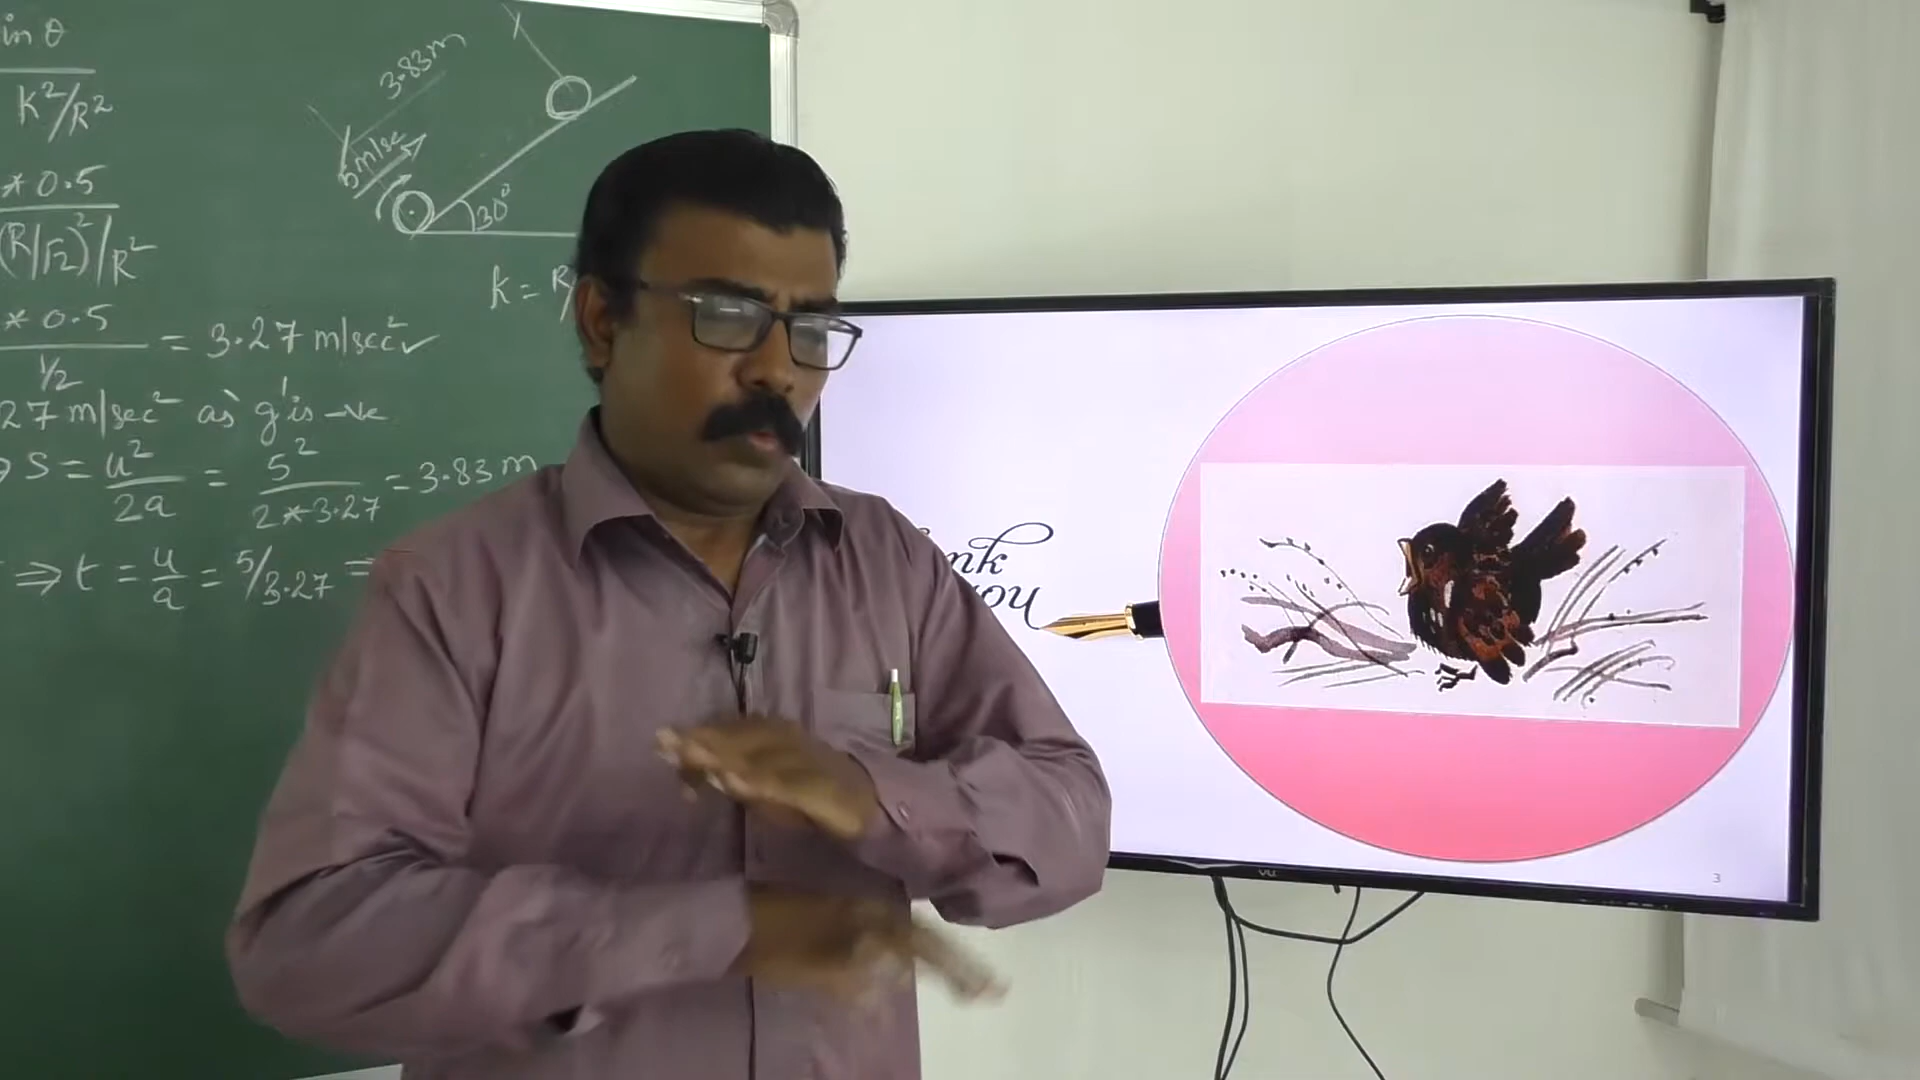 in θ
K²/R²
* 0.5
(R/√2)²/R²
* 0.5
1/2
= 3.27 m/sec²✓
27 m/sec² as 'g' is -ve
S = u²/2a = 5²/2*3.27 = 3.83 m
⇒ t = u/a = 5/3.27 =
3.83m
5m/sec
30°
k = R/
nk
you
VU
3